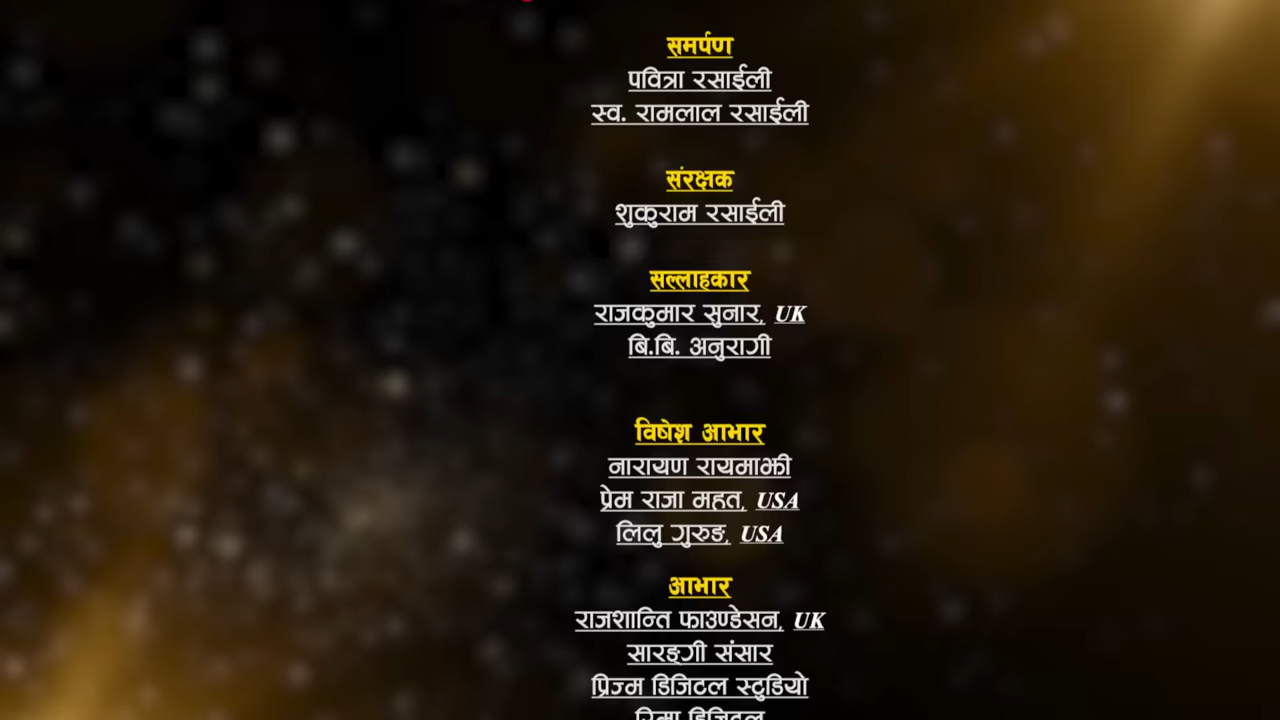 समर्पण
पवित्रा रसाईली
स्व. रामलाल रसाईली
संरक्षक
शुकुराम रसाईली
सल्लाहकार
राजकुमार सुनार, UK
बि.बि. अनुरागी
विषेश आभार
नारायण रायमाझी
प्रेम राजा महत, USA
लिलु गुरुङ, USA
आभार
राजशान्ति फाउण्डेसन, UK
सारङ्गी संसार
प्रिज्म डिजिटल स्टुडियो
रिमा डिजिटल